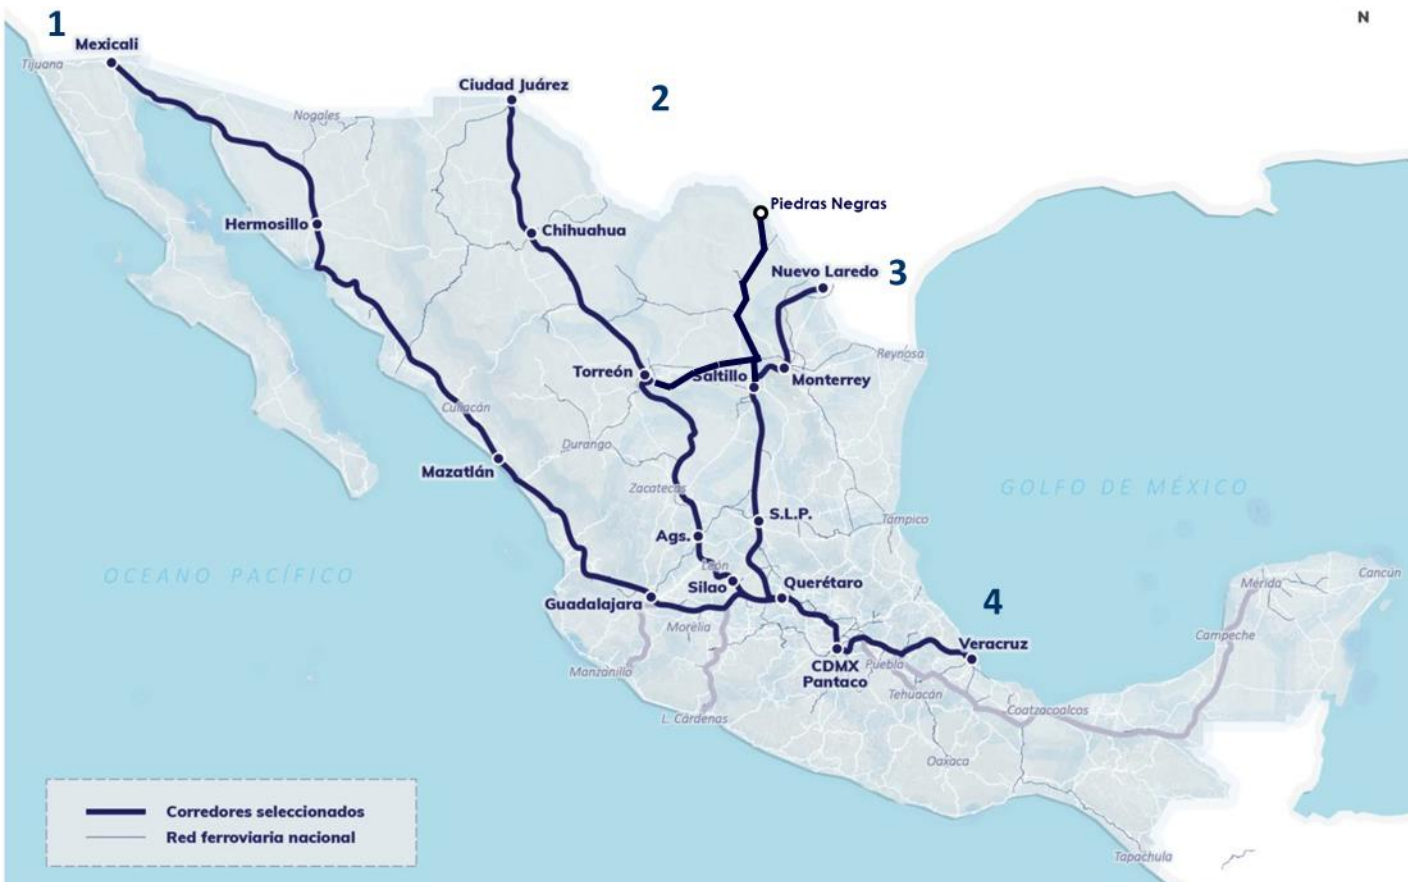 1
N
Mexicali
Tijuana
Ciudad Juárez
2
Nogales
Piedras Negras
Hermosillo
Chihuahua
Nuevo Laredo
3
Reynosa
Torreón
Saltillo
Monterrey
Culiacán
Durango
Mazatlán
Zacatecas
GOLFO DE MÉXICO
S.L.P.
Tampico
Ags.
León
OCEANO PACÍFICO
Silao
Querétaro
Mérida
Cancún
Guadalajara
4
Morelia
Campeche
Veracruz
Manzanillo
CDMX
Pantaco
Puebla
Tehuacán
L. Cárdenas
Coatzacoalcos
Oaxaca
Corredores seleccionados
Red ferroviaria nacional
Tapachula